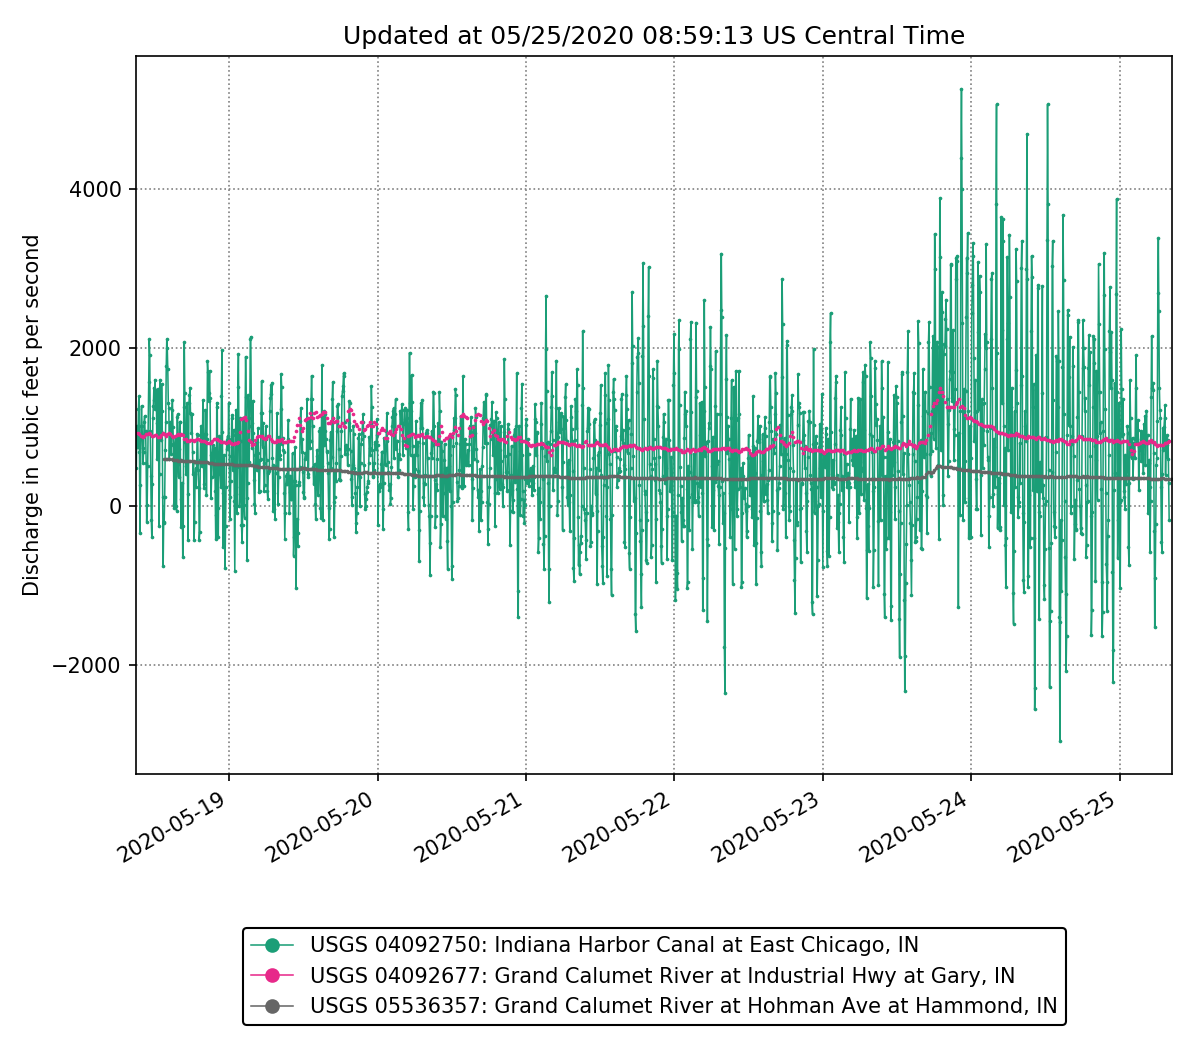 Updated at 05/25/2020 08:59:13 US Central Time
Discharge in cubic feet per second
4000
2000
0
−2000
2020-05-19
2020-05-20
2020-05-21
2020-05-22
2020-05-23
2020-05-24
2020-05-25
USGS 04092750: Indiana Harbor Canal at East Chicago, IN
USGS 04092677: Grand Calumet River at Industrial Hwy at Gary, IN
USGS 05536357: Grand Calumet River at Hohman Ave at Hammond, IN